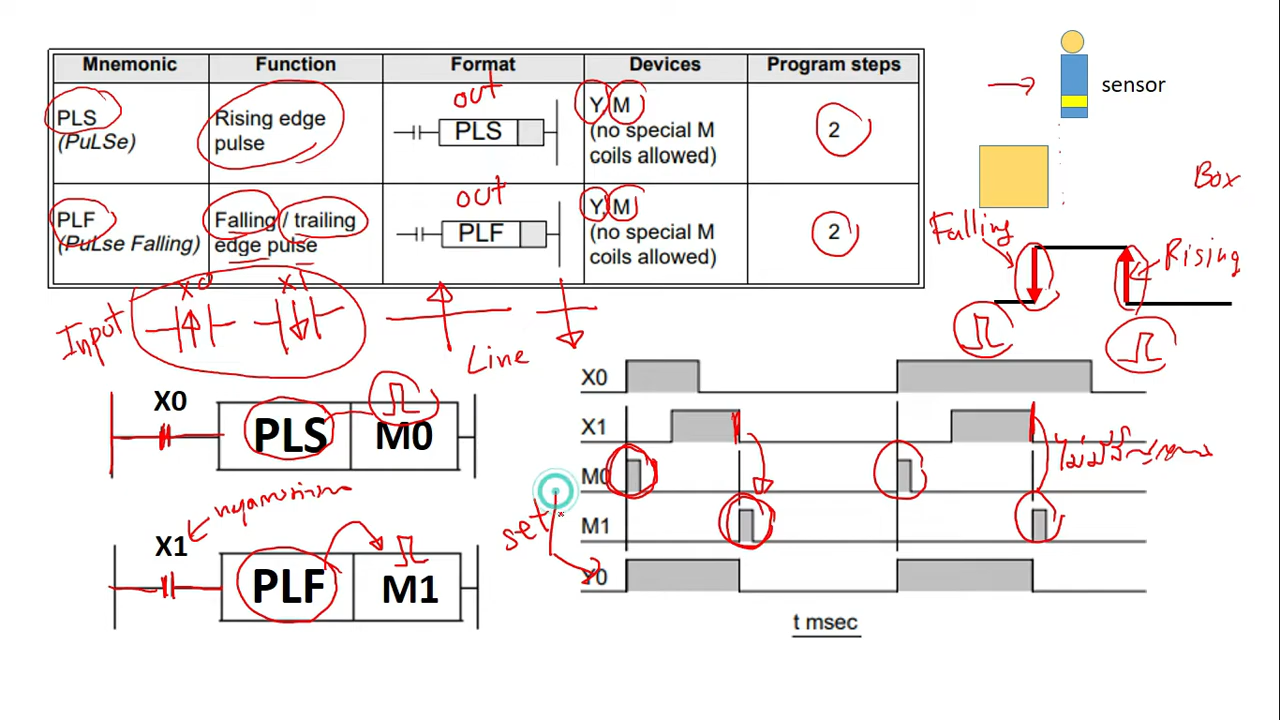 Mnemonic Function Format Devices Program steps
PLS
(PuLSe)
Rising edge
pulse
out
PLS
Y, M
(no special M
coils allowed)
2
PLF
(PuLse Falling)
Falling / trailing
edge pulse
out
PLF
Y, M
(no special M
coils allowed)
2
sensor
Box
Falling
Rising
Input
X0
X1
Line
X0
PLS M0
X1
PLF M1
X0
X1
M0
M1
Y0
set
t msec